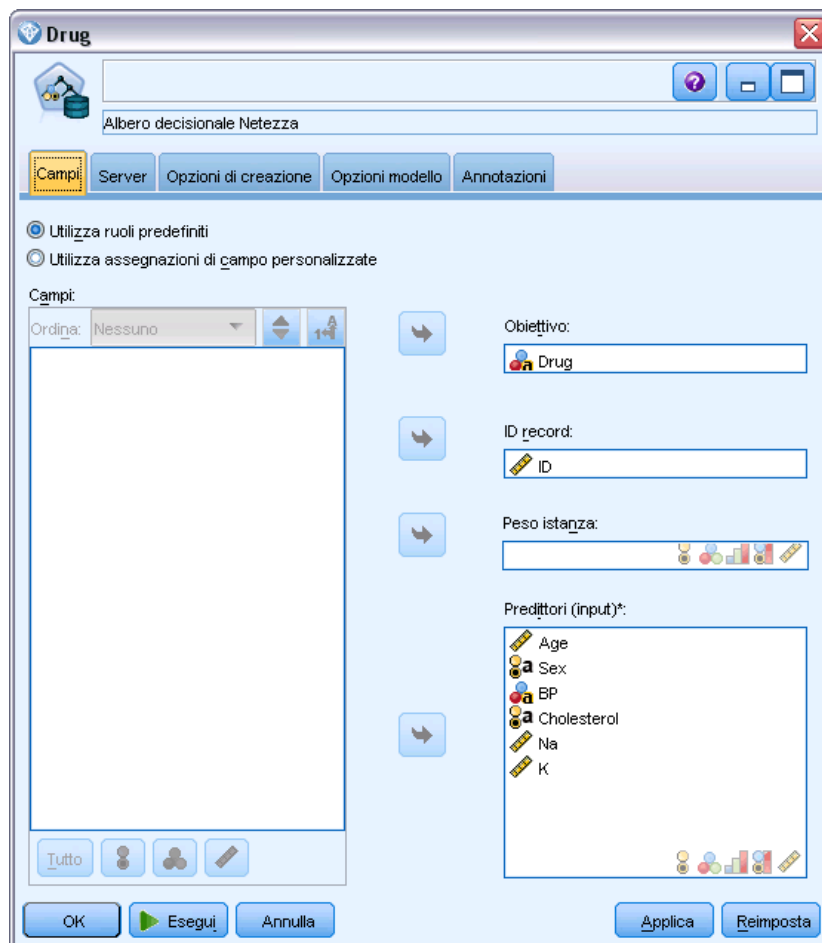 Drug
Albero decisionale Netezza
Campi Server Opzioni di creazione Opzioni modello Annotazioni
Utilizza ruoli predefiniti
Utilizza assegnazioni di campo personalizzate
Campi:
Ordina: Nessuno
Obiettivo:
Drug
ID record:
ID
Peso istanza:
Predittori (input)*:
Age
Sex
BP
Cholesterol
Na
K
Tutto
OK Esegui Annulla Applica Reimposta